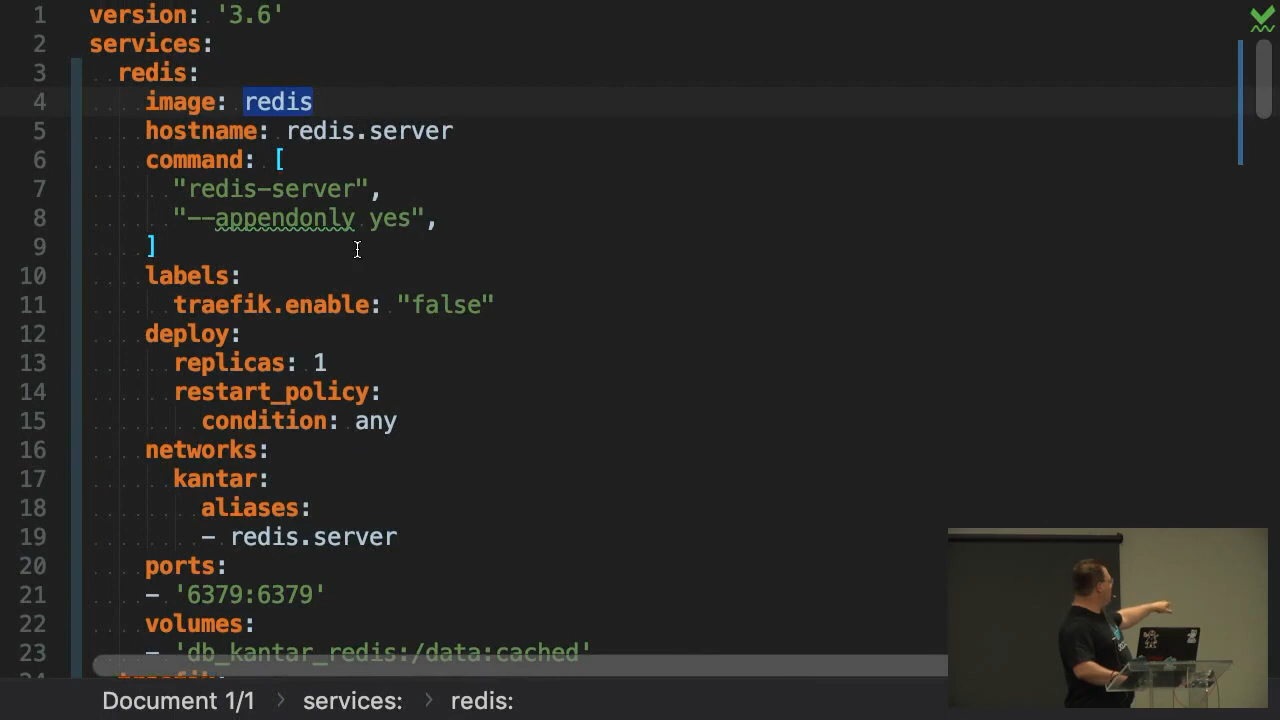 1 version: '3.6'
2 services:
3 redis:
4 image: redis
5 hostname: redis.server
6 command: [
7 "redis-server",
8 "--appendonly yes",
9 ]
10 labels:
11 traefik.enable: "false"
12 deploy:
13 replicas: 1
14 restart_policy:
15 condition: any
16 networks:
17 kantar:
18 aliases:
19 - redis.server
20 ports:
21 - '6379:6379'
22 volumes:
23 - 'db_kantar_redis:/data:cached'
24 traefik:
Document 1/1 > services: > redis: